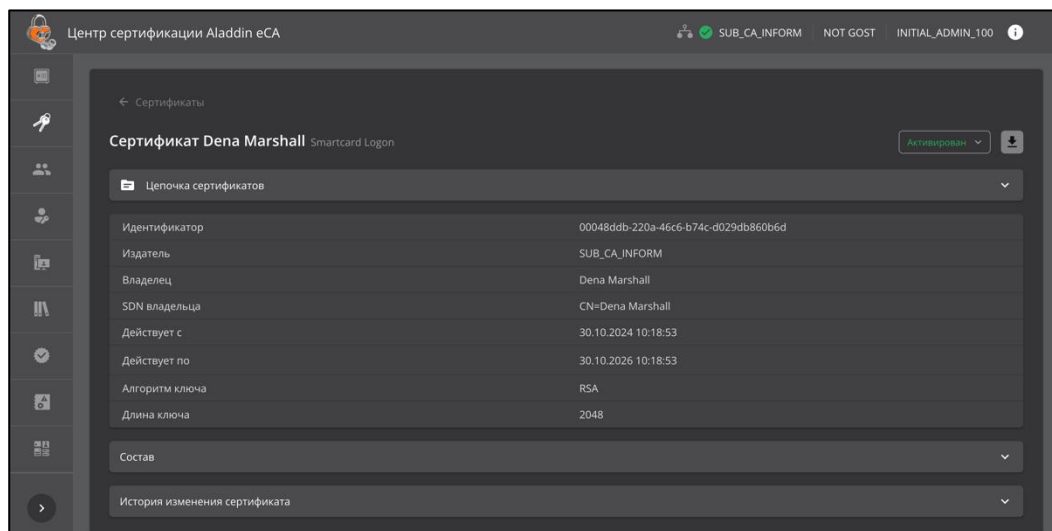 Центр сертификации Aladdin eCA SUB_CA_INFORM NOT GOST INITIAL_ADMIN_100
← Сертификаты
Сертификат Dena Marshall Smartcard Logon Активирован
Цепочка сертификатов
Идентификатор 00048ddb-220a-46c6-b74c-d029db860b6d
Издатель SUB_CA_INFORM
Владелец Dena Marshall
SDN владельца CN=Dena Marshall
Действует с 30.10.2024 10:18:53
Действует по 30.10.2026 10:18:53
Алгоритм ключа RSA
Длина ключа 2048
Состав
История изменения сертификата